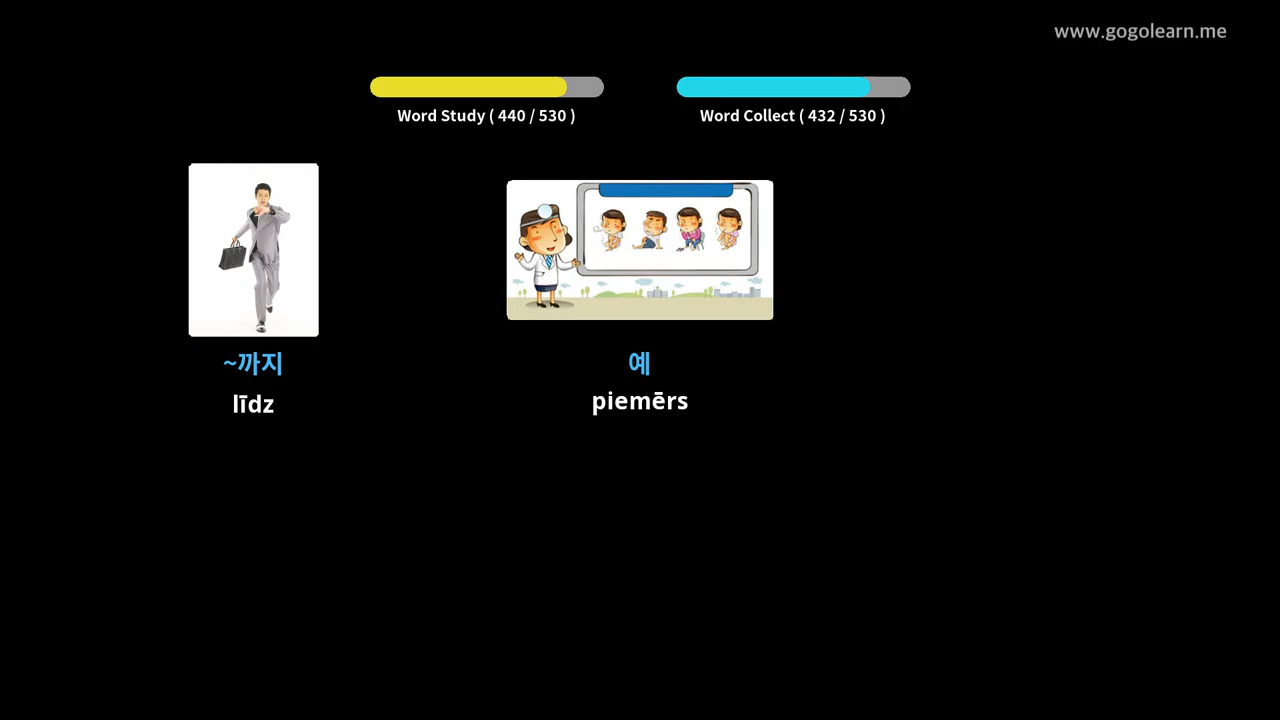 www.gogolearn.me
Word Study ( 440 / 530 )
Word Collect ( 432 / 530 )
~까지
līdz
예
piemērs